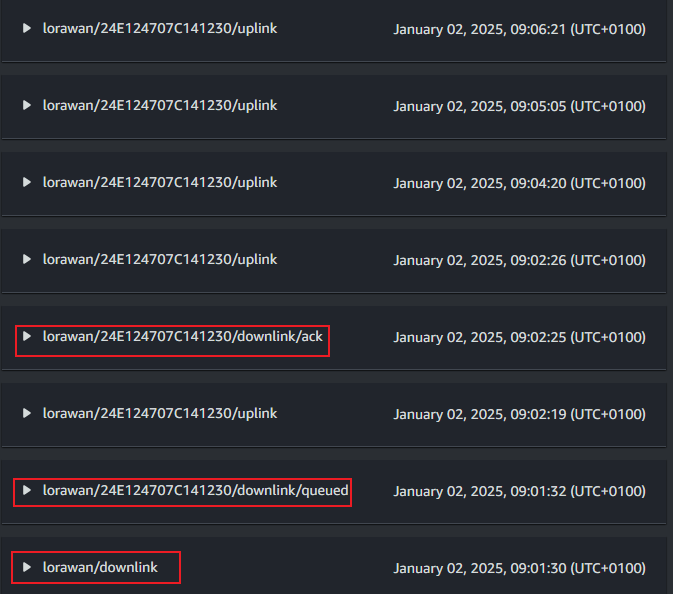 lorawan/24E124707C141230/uplink January 02, 2025, 09:06:21 (UTC+0100)
lorawan/24E124707C141230/uplink January 02, 2025, 09:05:05 (UTC+0100)
lorawan/24E124707C141230/uplink January 02, 2025, 09:04:20 (UTC+0100)
lorawan/24E124707C141230/uplink January 02, 2025, 09:02:26 (UTC+0100)
lorawan/24E124707C141230/downlink/ack January 02, 2025, 09:02:25 (UTC+0100)
lorawan/24E124707C141230/uplink January 02, 2025, 09:02:19 (UTC+0100)
lorawan/24E124707C141230/downlink/queued January 02, 2025, 09:01:32 (UTC+0100)
lorawan/downlink January 02, 2025, 09:01:30 (UTC+0100)